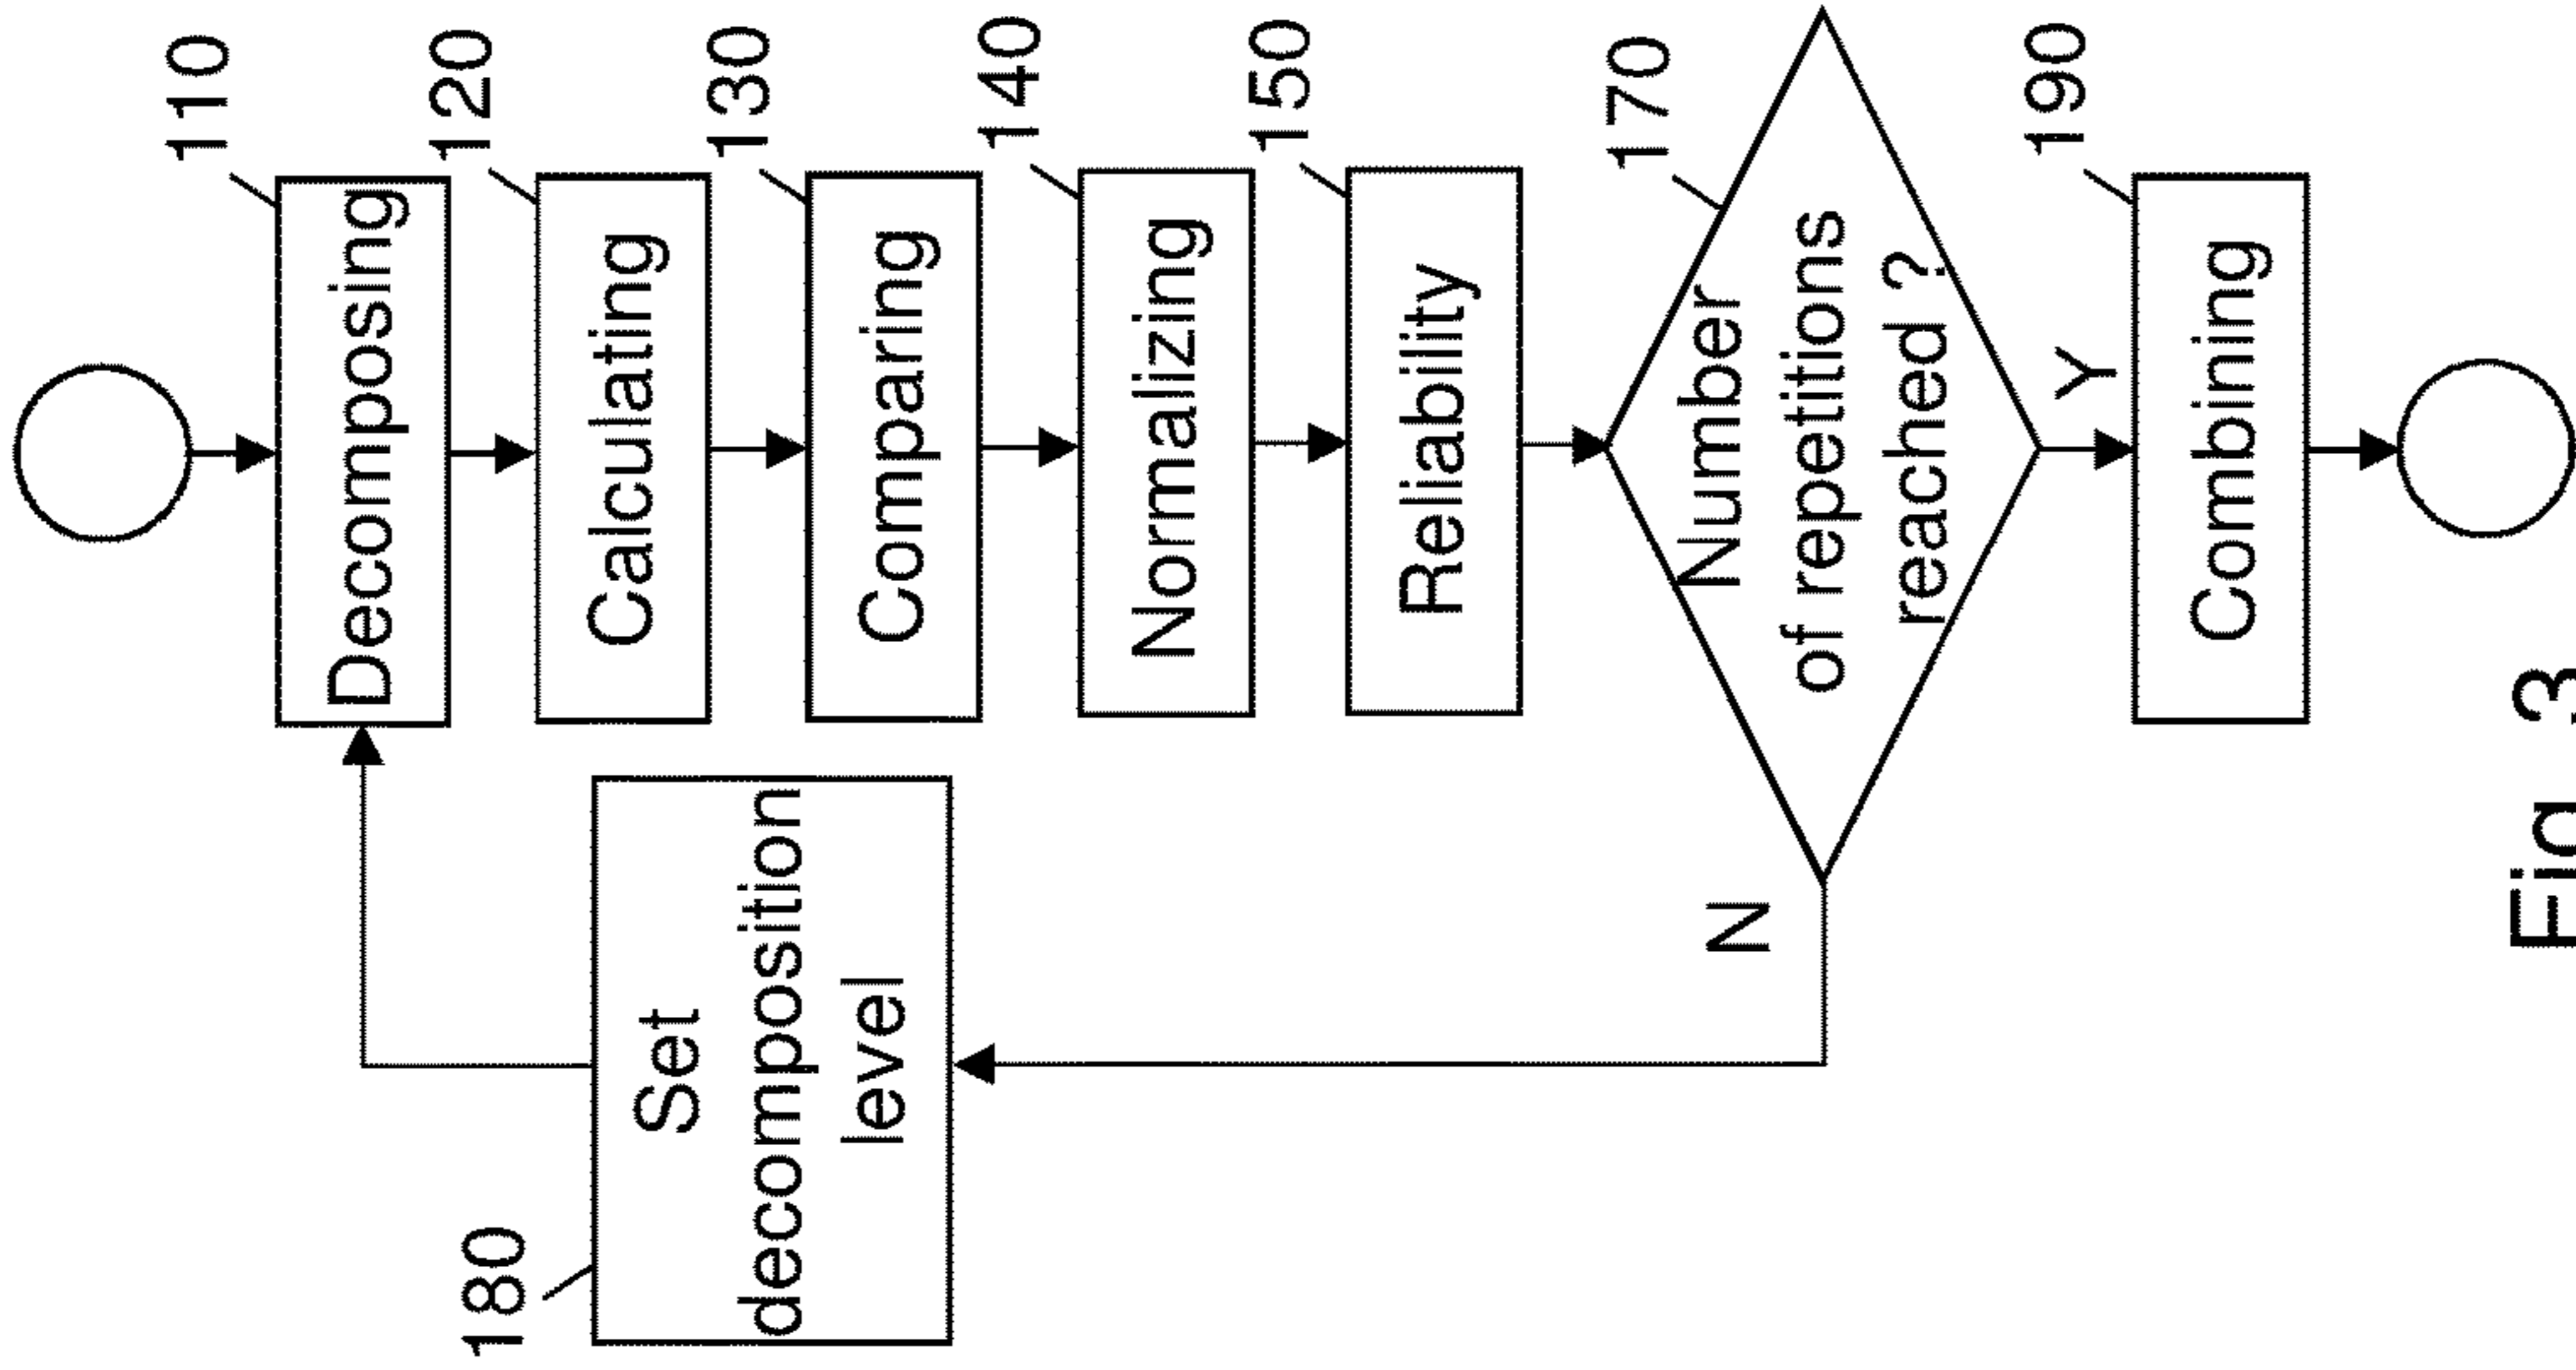 110
Decomposing
120
Calculating
130
Comparing
140
Normalizing
150
Reliability
170
Number
of repetitions
reached ?
N
Y
180
Set
decomposition
level
190
Combining
Fig. 3